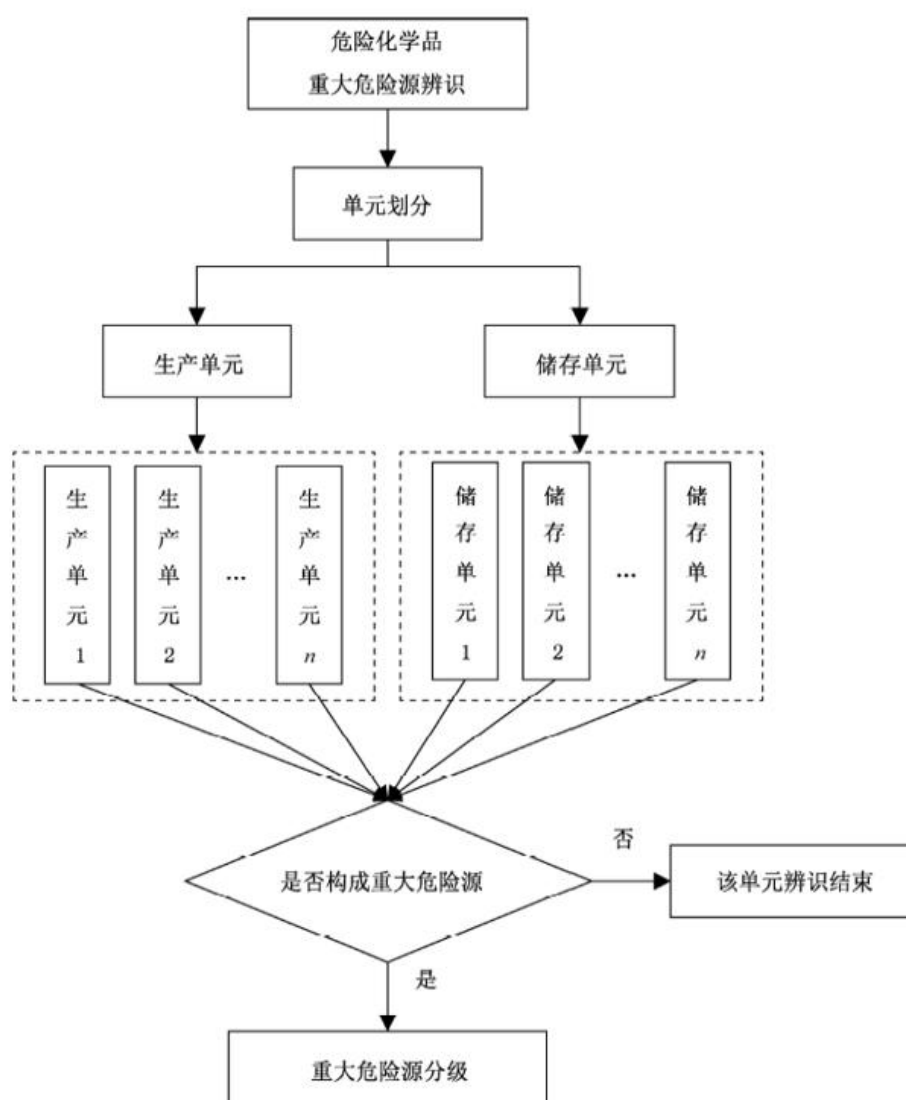 危险化学品
重大危险源辨识
单元划分
生产单元
储存单元
生产单元1
生产单元2
…
生产单元n
储存单元1
储存单元2
…
储存单元n
是否构成重大危险源
否
该单元辨识结束
是
重大危险源分级